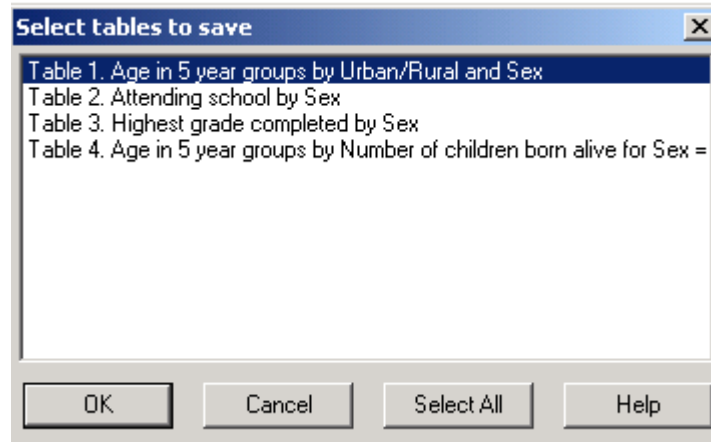 Select tables to save
Table 1. Age in 5 year groups by Urban/Rural and Sex
Table 2. Attending school by Sex
Table 3. Highest grade completed by Sex
Table 4. Age in 5 year groups by Number of children born alive for Sex =
OK Cancel Select All Help